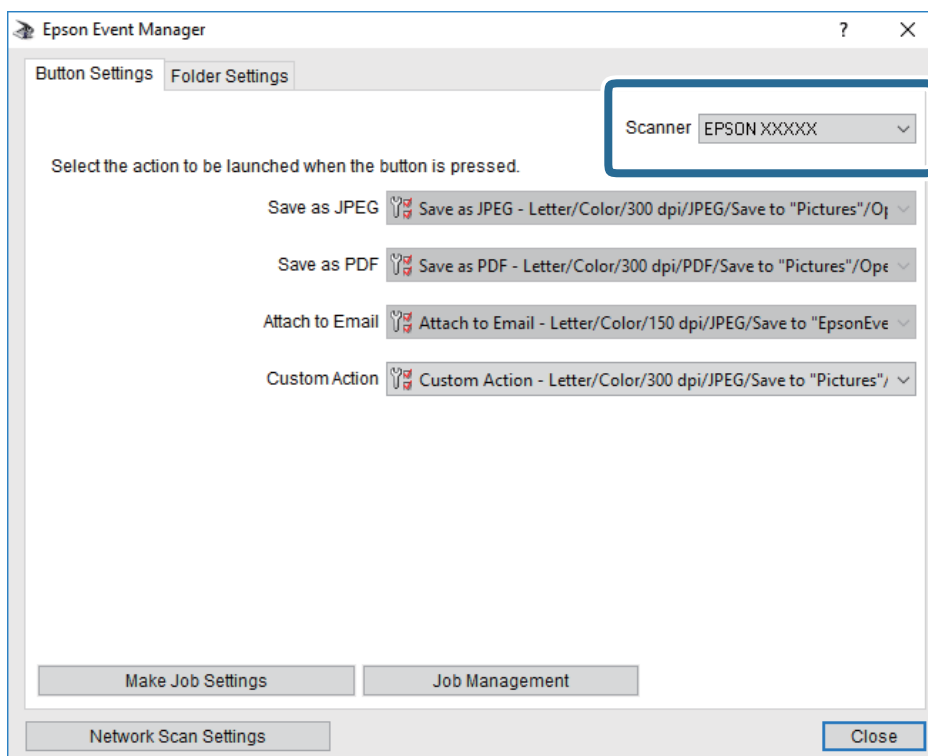 Epson Event Manager
Button Settings Folder Settings
Scanner EPSON XXXXX
Select the action to be launched when the button is pressed.
Save as JPEG Save as JPEG - Letter/Color/300 dpi/JPEG/Save to "Pictures"/Op
Save as PDF Save as PDF - Letter/Color/300 dpi/PDF/Save to "Pictures"/Ope
Attach to Email Attach to Email - Letter/Color/150 dpi/JPEG/Save to "EpsonEve
Custom Action Custom Action - Letter/Color/300 dpi/JPEG/Save to "Pictures"/
Make Job Settings Job Management
Network Scan Settings Close